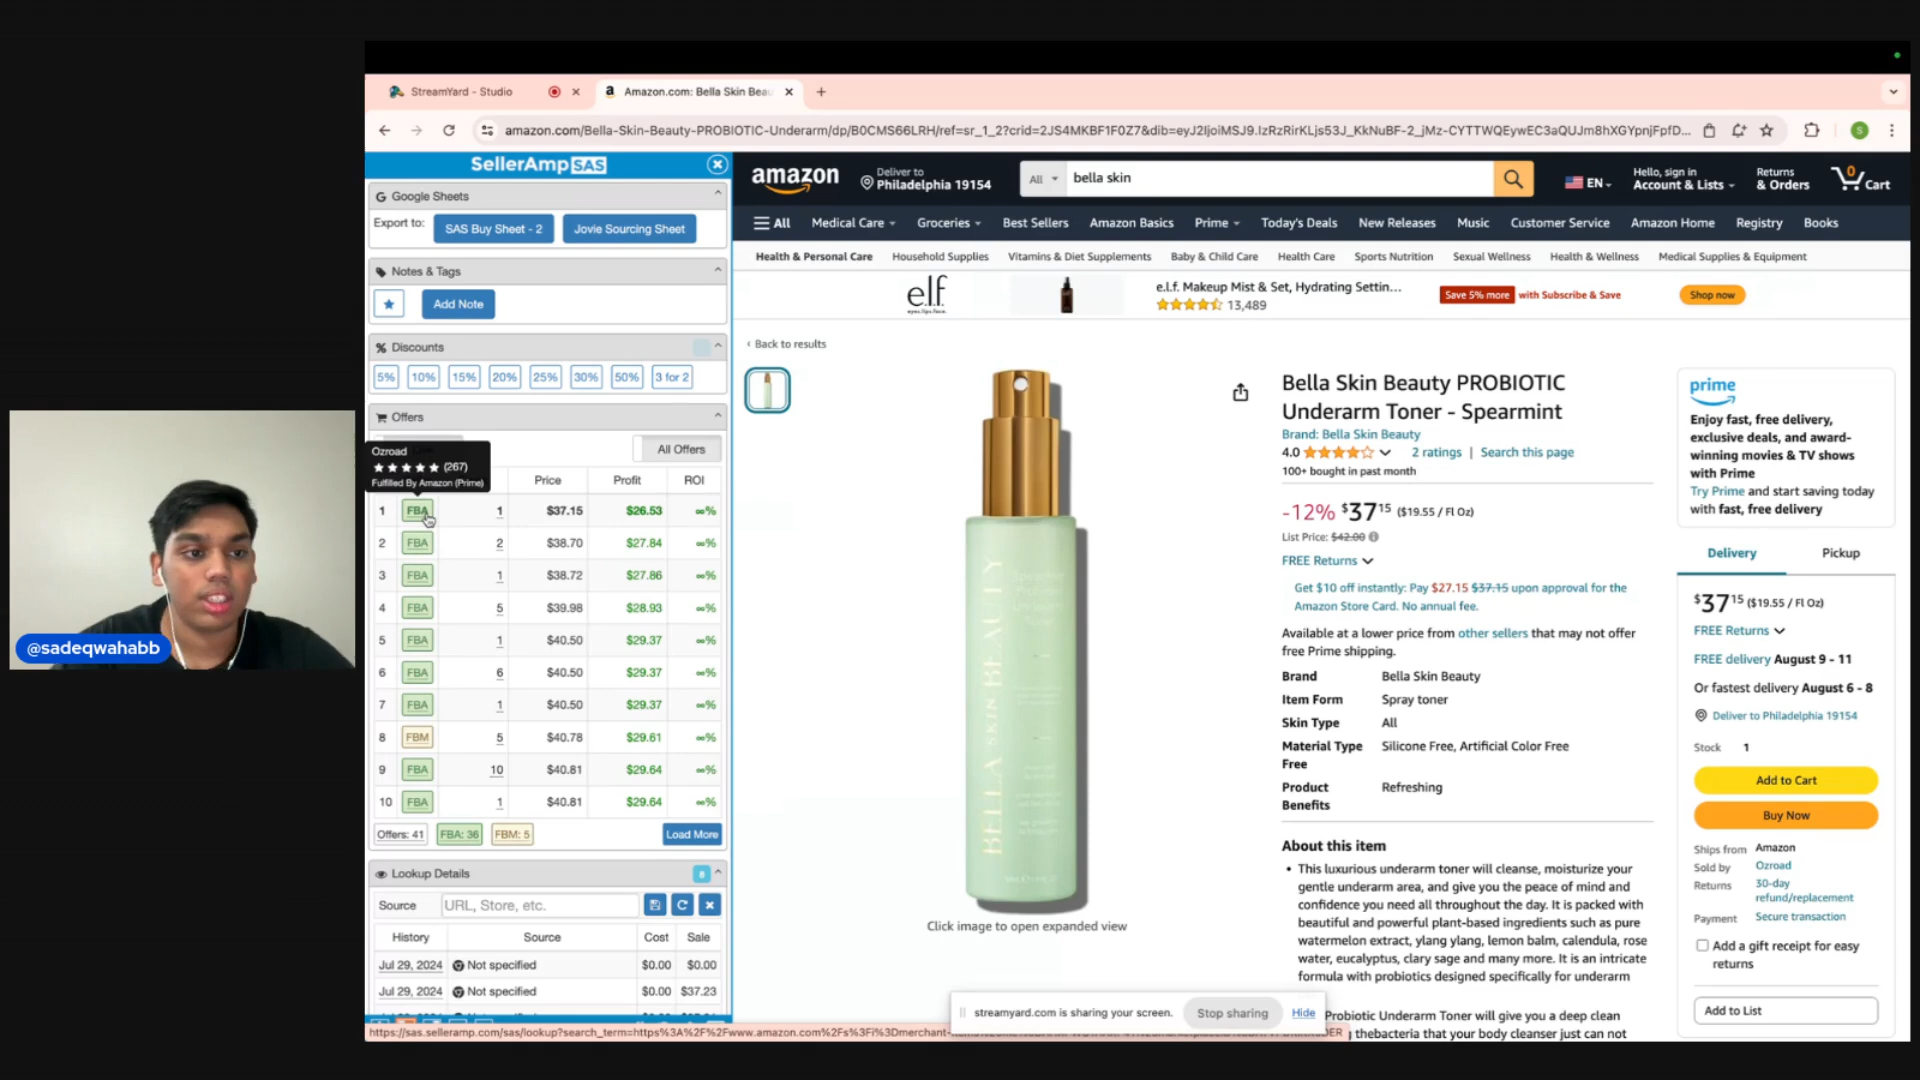 StreamYard - Studio
Amazon.com: Bella Skin Beau
amazon.com/Bella-Skin-Beauty-PROBIOTIC-Underarm/dp/B0CMS66LRH/ref=sr_1_2?crid=2JS4MKBF1F0Z7&dib=eyJ2IjoiMSJ9.IzRzRirKLjs53J_KkNuBF-2_jMz-CYTTWQEywEC3aQUJm8hXGYpnjFpfD...
S
SellerAmp SAS
Google Sheets
Export to:
SAS Buy Sheet - 2
Jovie Sourcing Sheet
Notes & Tags
Add Note
Discounts
5% 10% 15% 20% 25% 30% 50% 3 for 2
Offers
All Offers
Ozroad
(267)
Fulfilled By Amazon (Prime)
Price Profit ROI
1 FBA 1 $37.15 $26.53 ∞%
2 FBA 2 $38.70 $27.84 ∞%
3 FBA 1 $38.72 $27.86 ∞%
4 FBA 5 $39.98 $28.93 ∞%
5 FBA 1 $40.50 $29.37 ∞%
6 FBA 6 $40.50 $29.37 ∞%
7 FBA 1 $40.50 $29.37 ∞%
8 FBM 5 $40.78 $29.61 ∞%
9 FBA 10 $40.81 $29.64 ∞%
10 FBA 1 $40.81 $29.64 ∞%
Offers: 41 FBA: 36 FBM: 5 Load More
Lookup Details
Source URL, Store, etc.
History Source Cost Sale
Jul 29, 2024 Not specified $0.00 $0.00
Jul 29, 2024 Not specified $0.00 $37.23
https://sas.selleramp.com/sas/lookup?search_term=https%3A%2F%2Fwww.amazon.com%2Fs%3Fi%3Dmerchant-
@sadeqwahabb
amazon
Deliver to
Philadelphia 19154
All
bella skin
EN
Hello, sign in
Account & Lists
Returns
& Orders
0
Cart
All Medical Care Groceries Best Sellers Amazon Basics Prime Today's Deals New Releases Music Customer Service Amazon Home Registry Books
Health & Personal Care Household Supplies Vitamins & Diet Supplements Baby & Child Care Health Care Sports Nutrition Sexual Wellness Health & Wellness Medical Supplies & Equipment
e.l.f.
eyes.lips.face.
e.l.f. Makeup Mist & Set, Hydrating Settin...
13,489
Save 5% more with Subscribe & Save
Shop now
‹ Back to results
BELLA SKIN BEAUTY
Click image to open expanded view
Bella Skin Beauty PROBIOTIC
Underarm Toner - Spearmint
Brand: Bella Skin Beauty
4.0 2 ratings | Search this page
100+ bought in past month
-12% $37 15 ($19.55 / Fl Oz)
List Price: $42.00
FREE Returns
Get $10 off instantly: Pay $27.15 $37.15 upon approval for the
Amazon Store Card. No annual fee.
Available at a lower price from other sellers that may not offer
free Prime shipping.
Brand Bella Skin Beauty
Item Form Spray toner
Skin Type All
Material Type Silicone Free, Artificial Color Free
Free
Product Refreshing
Benefits
About this item
• This luxurious underarm toner will cleanse, moisturize your
gentle underarm area, and give you the peace of mind and
confidence you need all throughout the day. It is packed with
beautiful and powerful plant-based ingredients such as pure
watermelon extract, ylang ylang, lemon balm, calendula, rose
water, eucalyptus, clary sage and many more. It is an intricate
formula with probiotics designed specifically for underarm
Probiotic Underarm Toner will give you a deep clean
thebacteria that your body cleanser just can not
streamyard.com is sharing your screen.
Stop sharing
Hide
prime
Enjoy fast, free delivery,
exclusive deals, and award-
winning movies & TV shows
with Prime
Try Prime and start saving today
with fast, free delivery
Delivery Pickup
$37 15 ($19.55 / Fl Oz)
FREE Returns
FREE delivery August 9 - 11
Or fastest delivery August 6 - 8
Deliver to Philadelphia 19154
Stock 1
Add to Cart
Buy Now
Ships from Amazon
Sold by Ozroad
Returns 30-day
refund/replacement
Payment Secure transaction
Add a gift receipt for easy
returns
Add to List